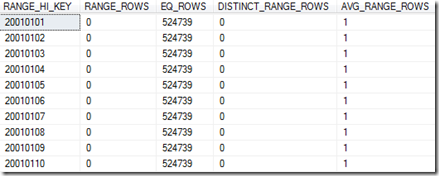 RANGE_HI_KEY RANGE_ROWS EQ_ROWS DISTINCT_RANGE_ROWS AVG_RANGE_ROWS
20010101 0 524739 0 1
20010102 0 524739 0 1
20010103 0 524739 0 1
20010104 0 524739 0 1
20010105 0 524739 0 1
20010106 0 524739 0 1
20010107 0 524739 0 1
20010108 0 524739 0 1
20010109 0 524739 0 1
20010110 0 524739 0 1